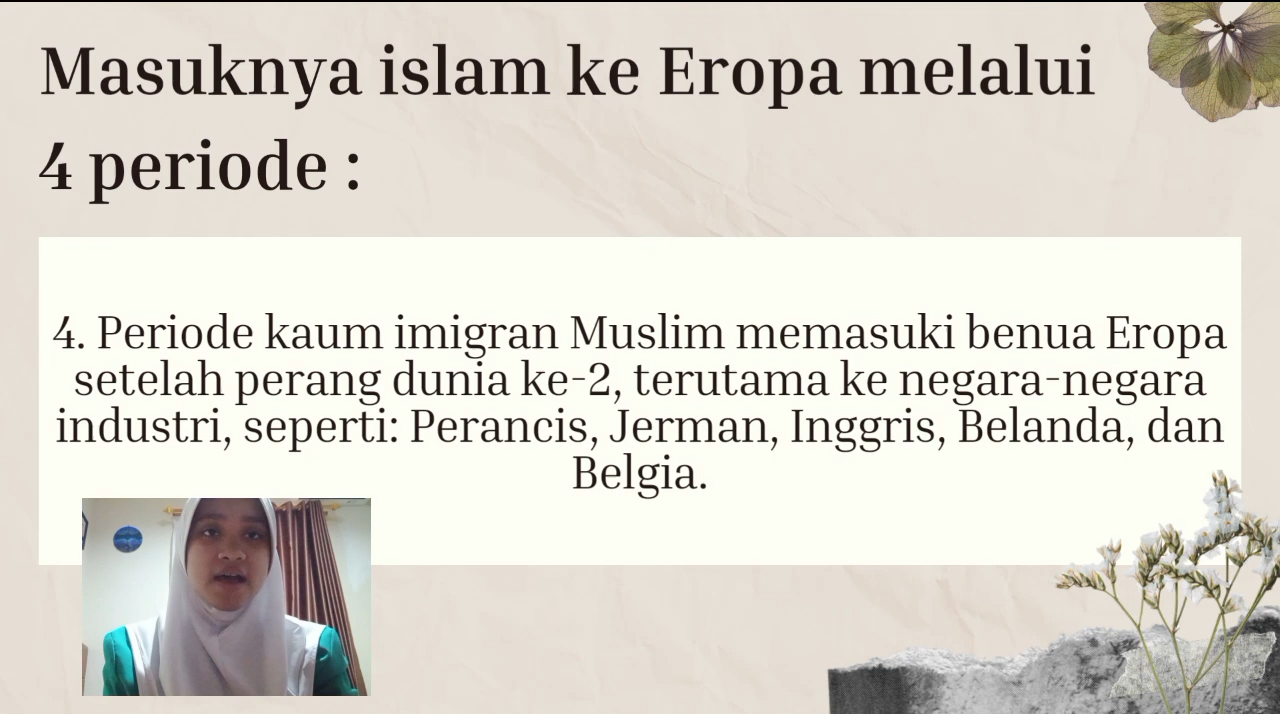 Masuknya islam ke Eropa melalui
4 periode :
4. Periode kaum imigran Muslim memasuki benua Eropa
setelah perang dunia ke-2, terutama ke negara-negara
industri, seperti: Perancis, Jerman, Inggris, Belanda, dan
Belgia.